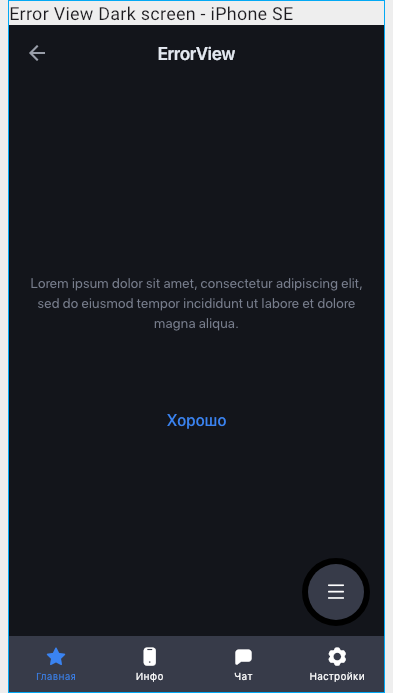 Error View Dark screen - iPhone SE
ErrorView
Lorem ipsum dolor sit amet, consectetur adipiscing elit,
sed do eiusmod tempor incididunt ut labore et dolore
magna aliqua.
Хорошо
Главная Инфо Чат Настройки